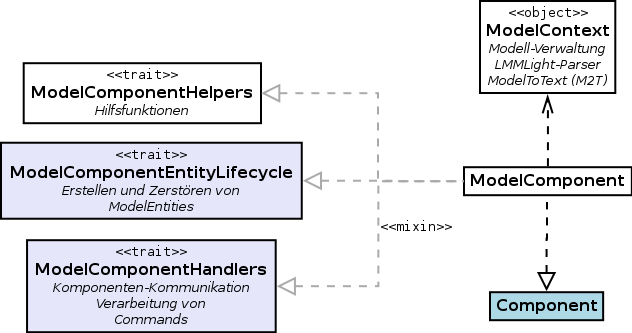 <<object>>
ModelContext
Modell-Verwaltung
LMMLight-Parser
ModelToText (M2T)
<<trait>>
ModelComponentHelpers
Hilfsfunktionen
<<trait>>
ModelComponentEntityLifecycle
Erstellen und Zerstören von
ModelEntities
ModelComponent
<<mixin>>
<<trait>>
ModelComponentHandlers
Komponenten-Kommunikation
Verarbeitung von
Commands
Component